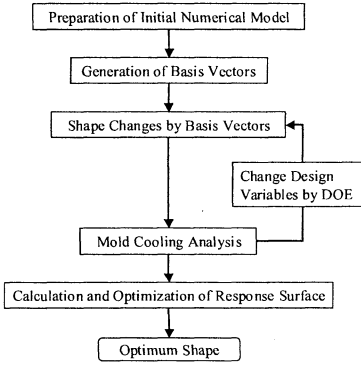 Preparation of Initial Numerical Model
Generation of Basis Vectors
Shape Changes by Basis Vectors
Change Design
Variables by DOE
Mold Cooling Analysis
Calculation and Optimization of Response Surface
Optimum Shape